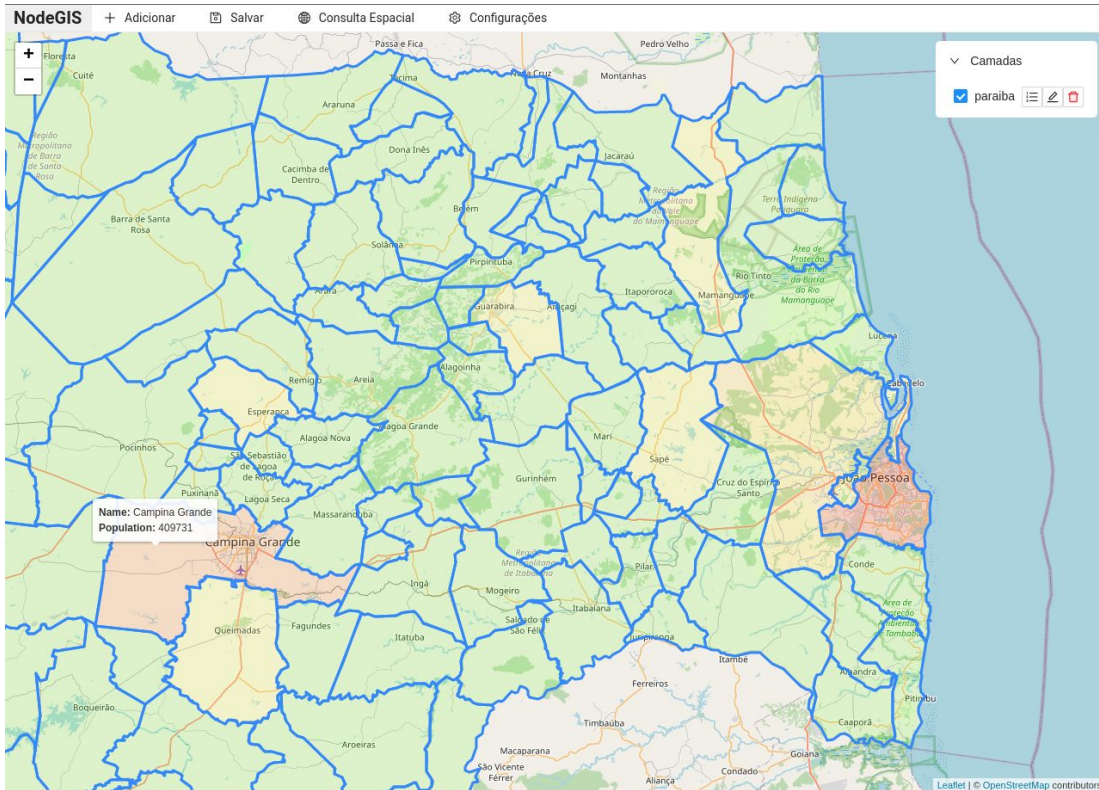 NodeGIS
+ Adicionar
Salvar
Consulta Espacial
Configurações
+
−
Camadas
paraiba
Passa e Fica
Pedro Velho
Floresta
Cuité
Tacima
Nova Cruz
Montanhas
Araruna
Região
Metropolitana
de Barra
de Santa
Rosa
Dona Inês
Jacaraú
Cacimba de
Dentro
Região
Metropolitana
do Vale
do Mamanguape
Terra Indígena
Potiguara
Barra de Santa
Rosa
Belém
Solânea
Área de
Proteção
Ambiental
da Barra
do Rio
Mamanguape
Pirpirituba
Rio Tinto
Arara
Itapororoca
Mamanguape
Guarabira
Araçagi
Lucena
Alagoinha
Remígio
Areia
Cabedelo
Esperança
Alagoa Grande
Alagoa Nova
Mari
Pocinhos
São Sebastião
de Lagoa
de Roça
Sapé
Gurinhém
Cruz do Espírito
Santo
João Pessoa
Puxinanã
Lagoa Seca
Massaranduba
Name: Campina Grande
Population: 409731
Campina Grande
Região
Metropolitana
de Itabaiana
Pilar
Conde
Ingá
Mogeiro
Itabaiana
Área de
Proteção
Ambiental
de Tambaba
Salgado de
São Félix
Queimadas
Fagundes
Itatuba
Juripiranga
Itambé
Alhandra
Ferreiros
Pitimbu
Boqueirão
Timbaúba
Caaporã
Aroeiras
Macaparana
Goiana
São Vicente
Férrer
Condado
Aliança
Leaflet | © OpenStreetMap contributors